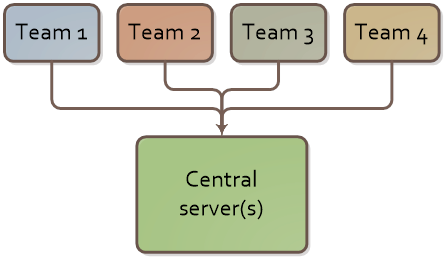 Team 1
Team 2
Team 3
Team 4
Central
server(s)